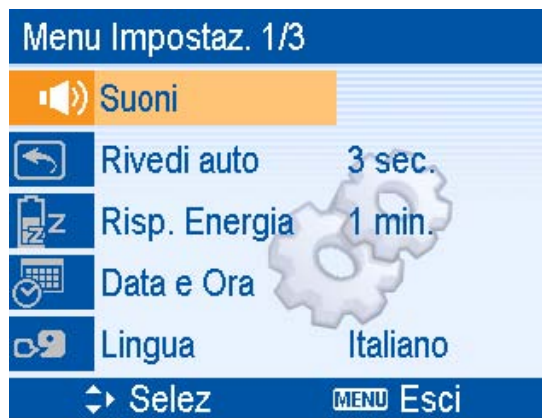 Menu Impostaz. 1/3
Suoni
Rivedi auto 3 sec.
Risp. Energia 1 min.
Data e Ora
Lingua Italiano
Selez MENU Esci